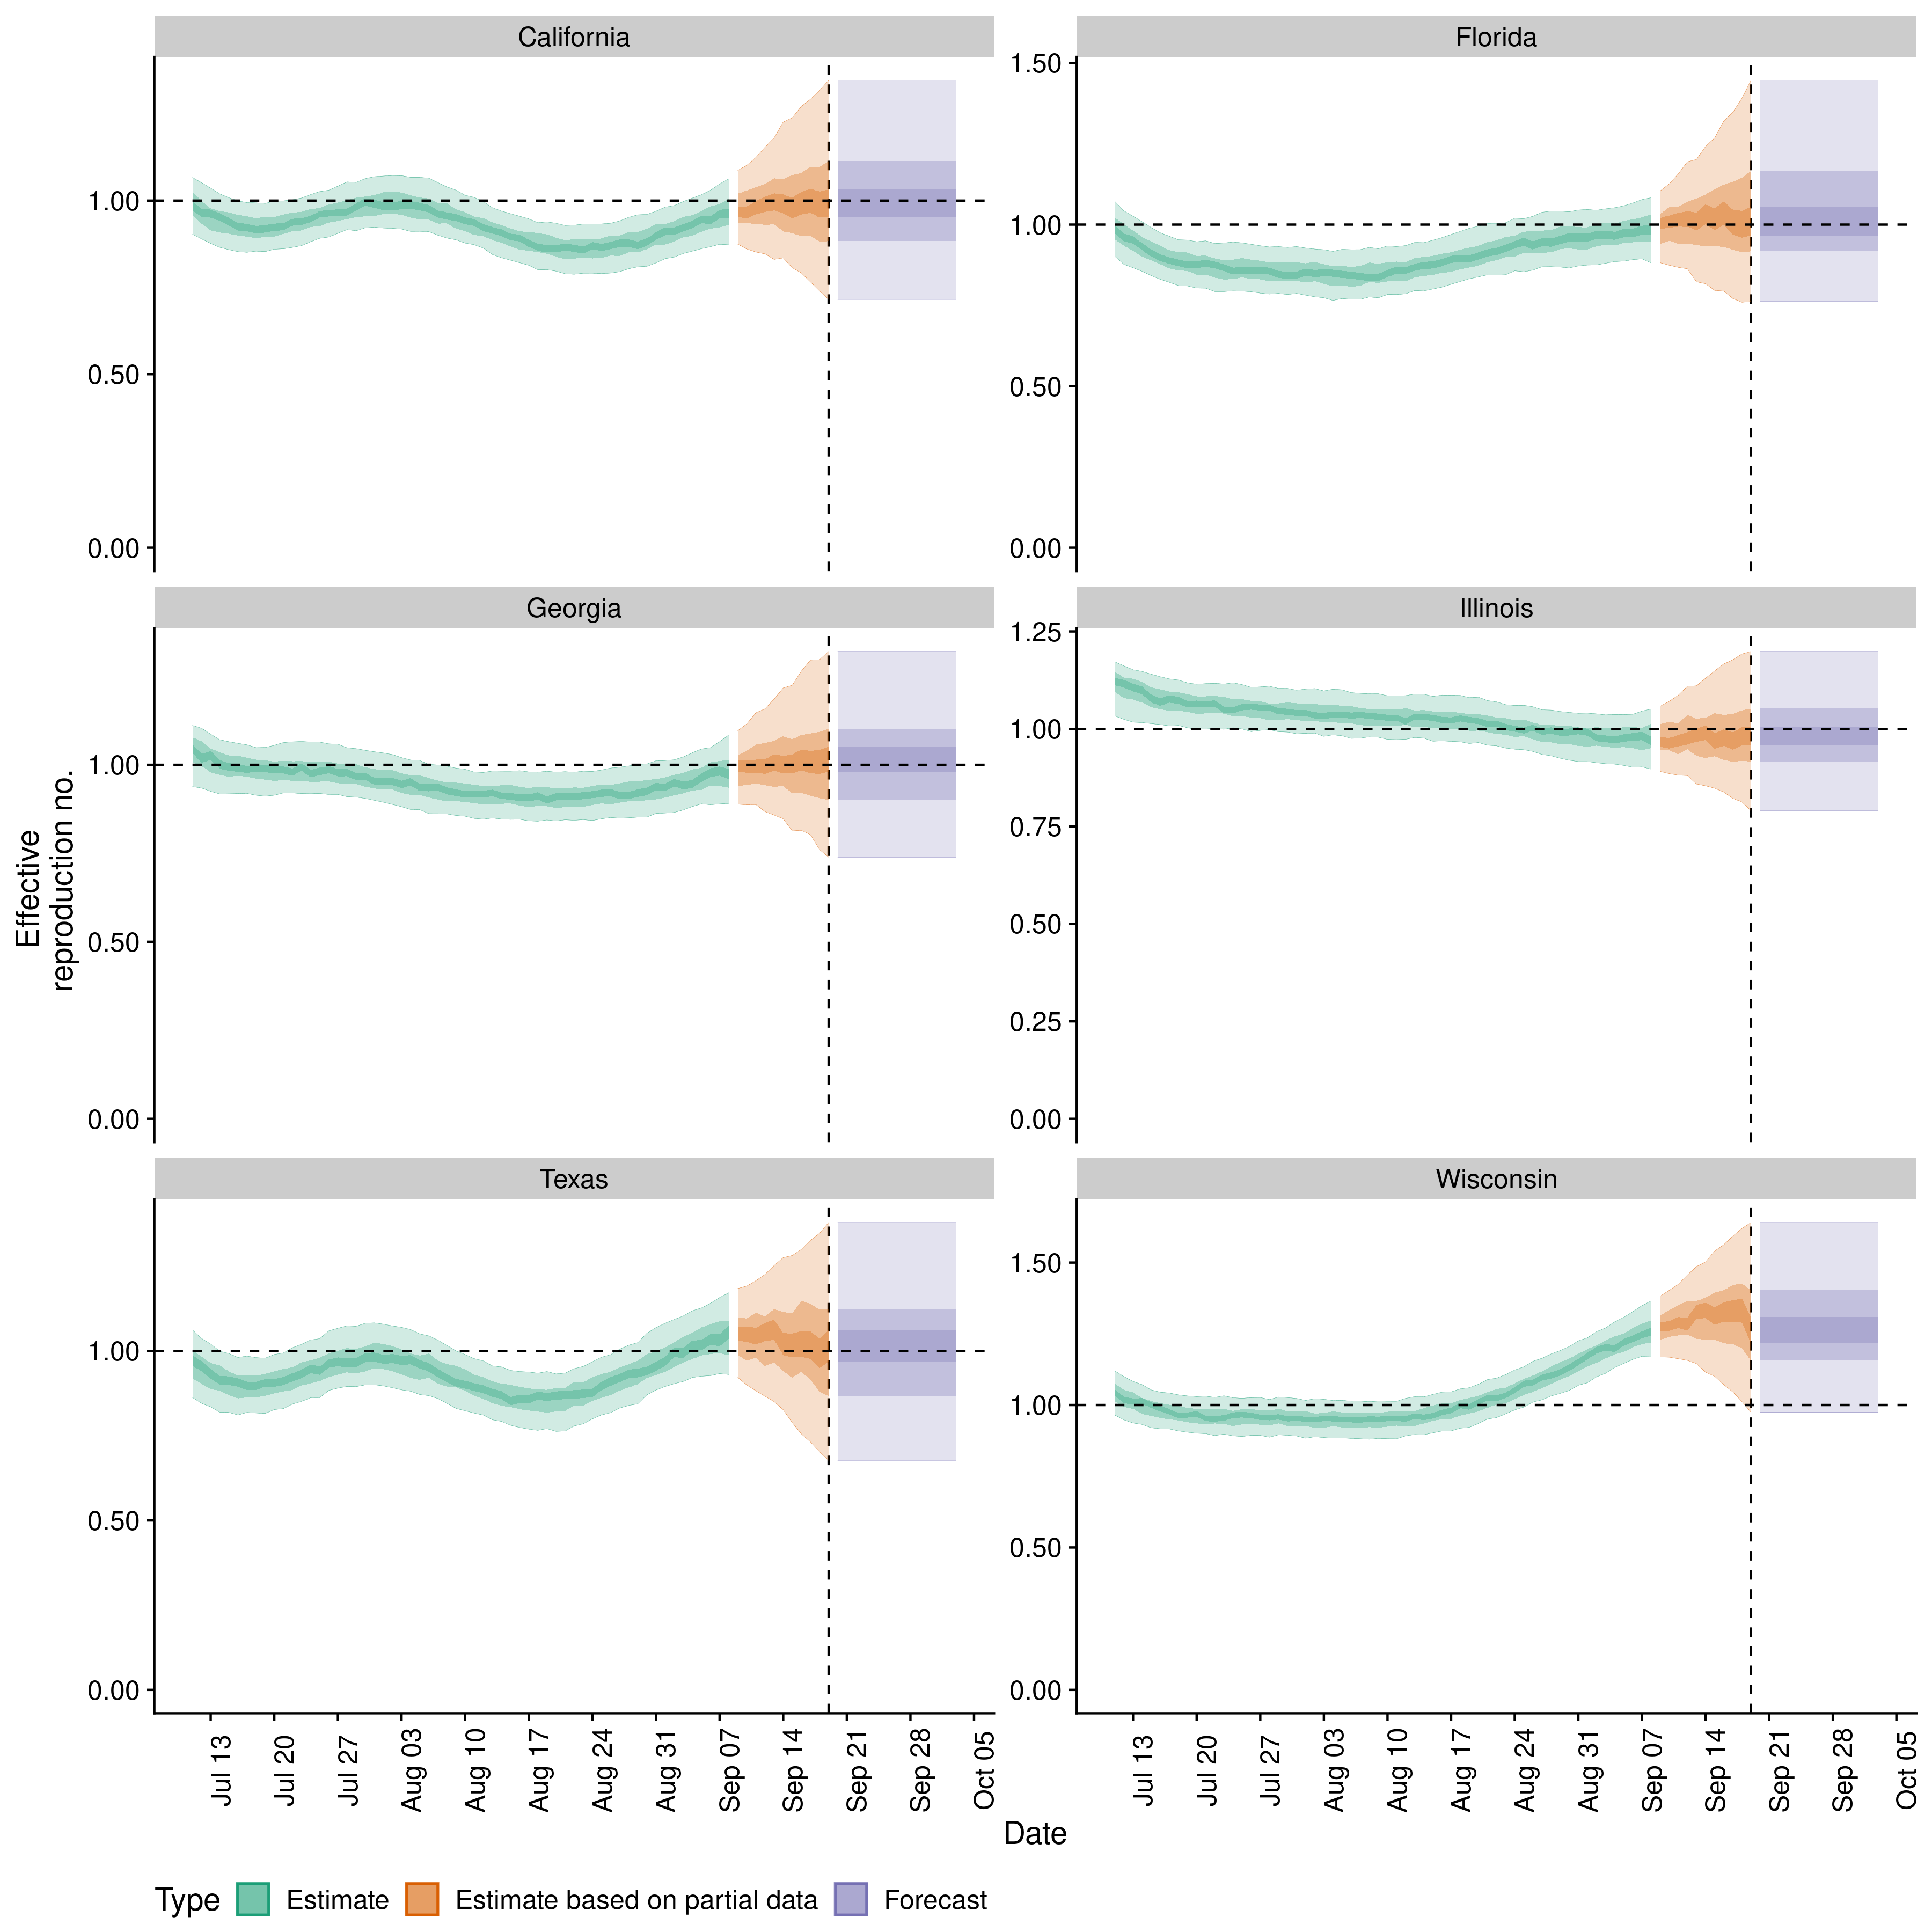 California
Florida
1.00
0.50
0.00
1.50
1.00
0.50
0.00
Georgia
Illinois
1.00
0.50
0.00
1.25
1.00
0.75
0.50
0.25
0.00
Effective
reproduction no.
Texas
Wisconsin
1.00
0.50
0.00
1.50
1.00
0.50
0.00
Jul 13
Jul 20
Jul 27
Aug 03
Aug 10
Aug 17
Aug 24
Aug 31
Sep 07
Sep 14
Sep 21
Sep 28
Oct 05
Jul 13
Jul 20
Jul 27
Aug 03
Aug 10
Aug 17
Aug 24
Aug 31
Sep 07
Sep 14
Sep 21
Sep 28
Oct 05
Date
Type Estimate Estimate based on partial data Forecast